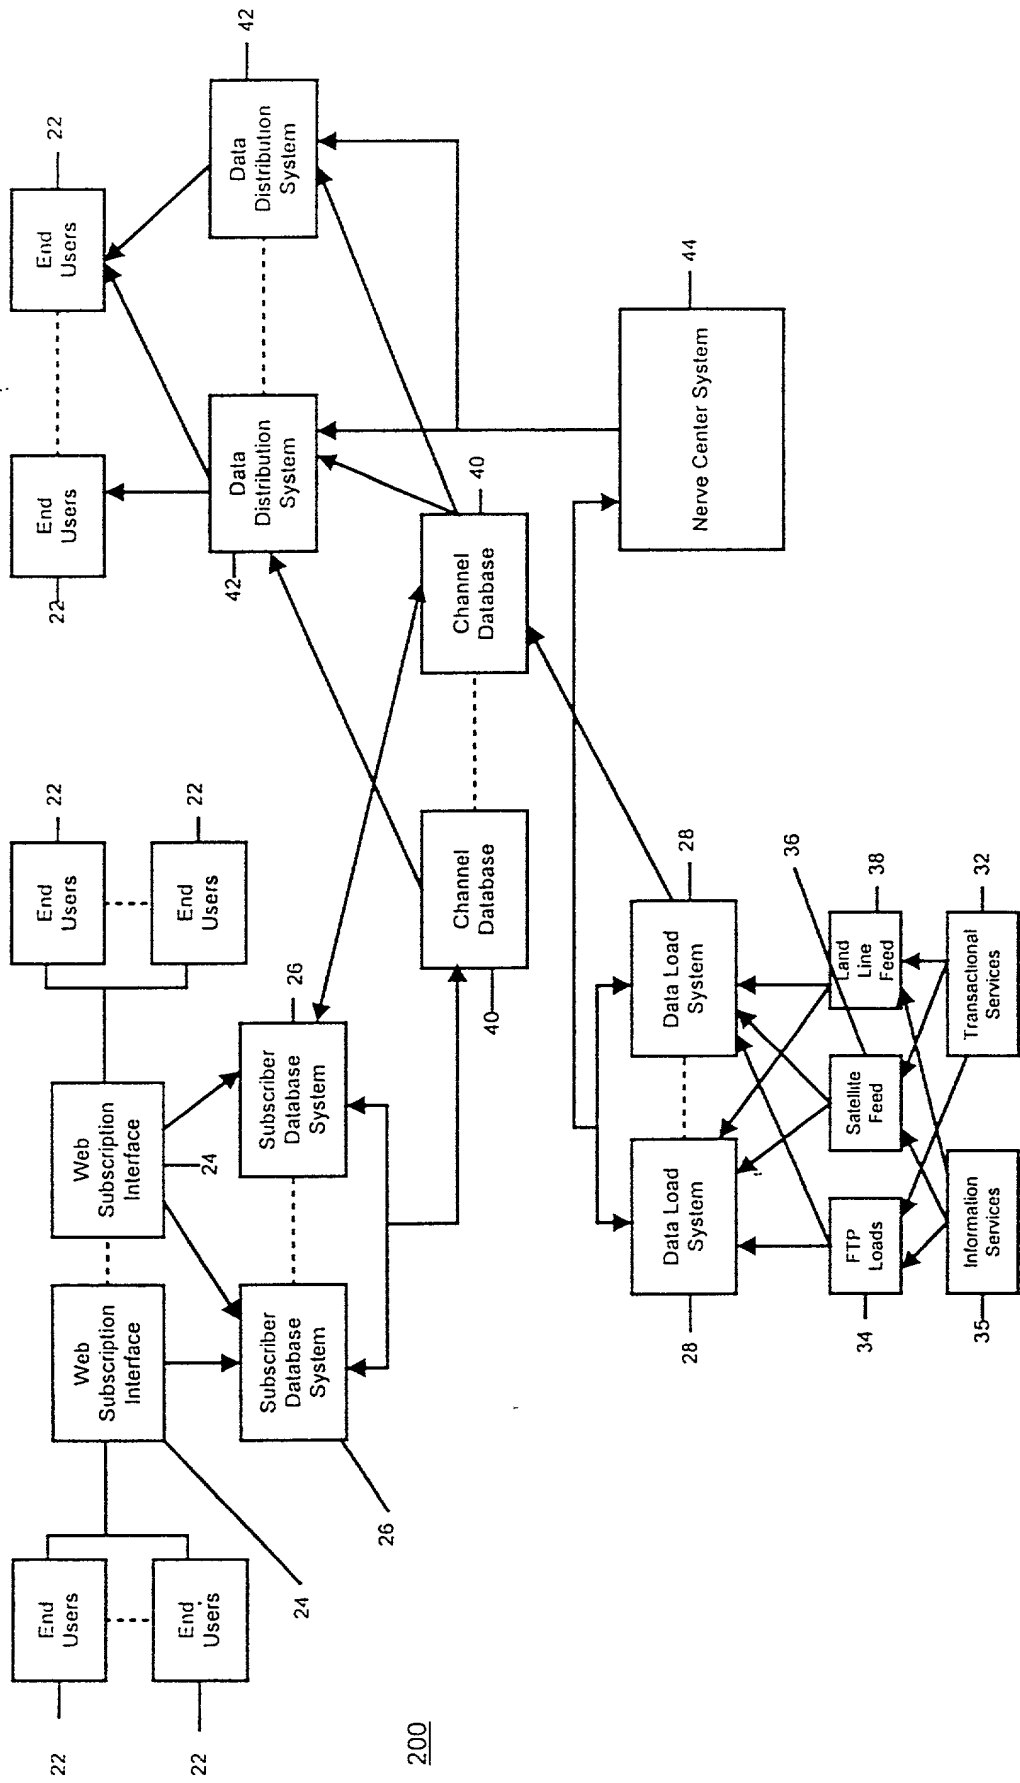 22
End
Users
22
End
Users
Web
Subscription
Interface
24
Web
Subscription
Interface
24
End
Users
22
End
Users
22
End
Users
22
End
Users
22
Subscriber
Database
System
26
Subscriber
Database
System
26
Data
Distribution
System
42
Data
Distribution
System
42
Channel
Database
40
Channel
Database
40
Data Load
System
28
Data Load
System
28
Nerve Center System
44
FTP
Loads
34
Satellite
Feed
36
Land
Line
Feed
38
Information
Services
35
Transactional
Services
32
200